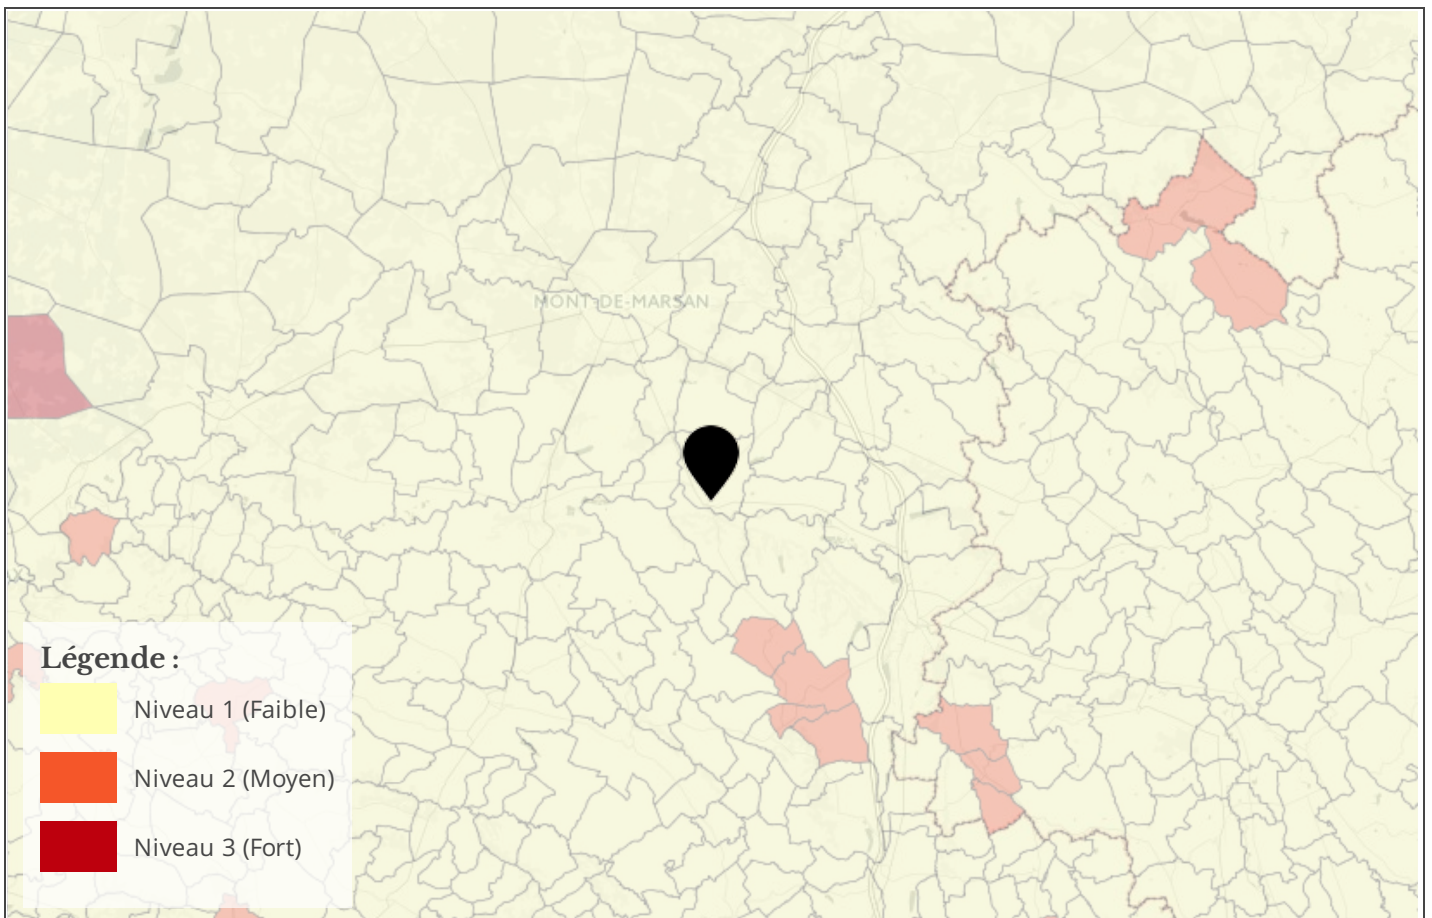 MONT-DE-MARSAN
Légende :
Niveau 1 (Faible)
Niveau 2 (Moyen)
Niveau 3 (Fort)